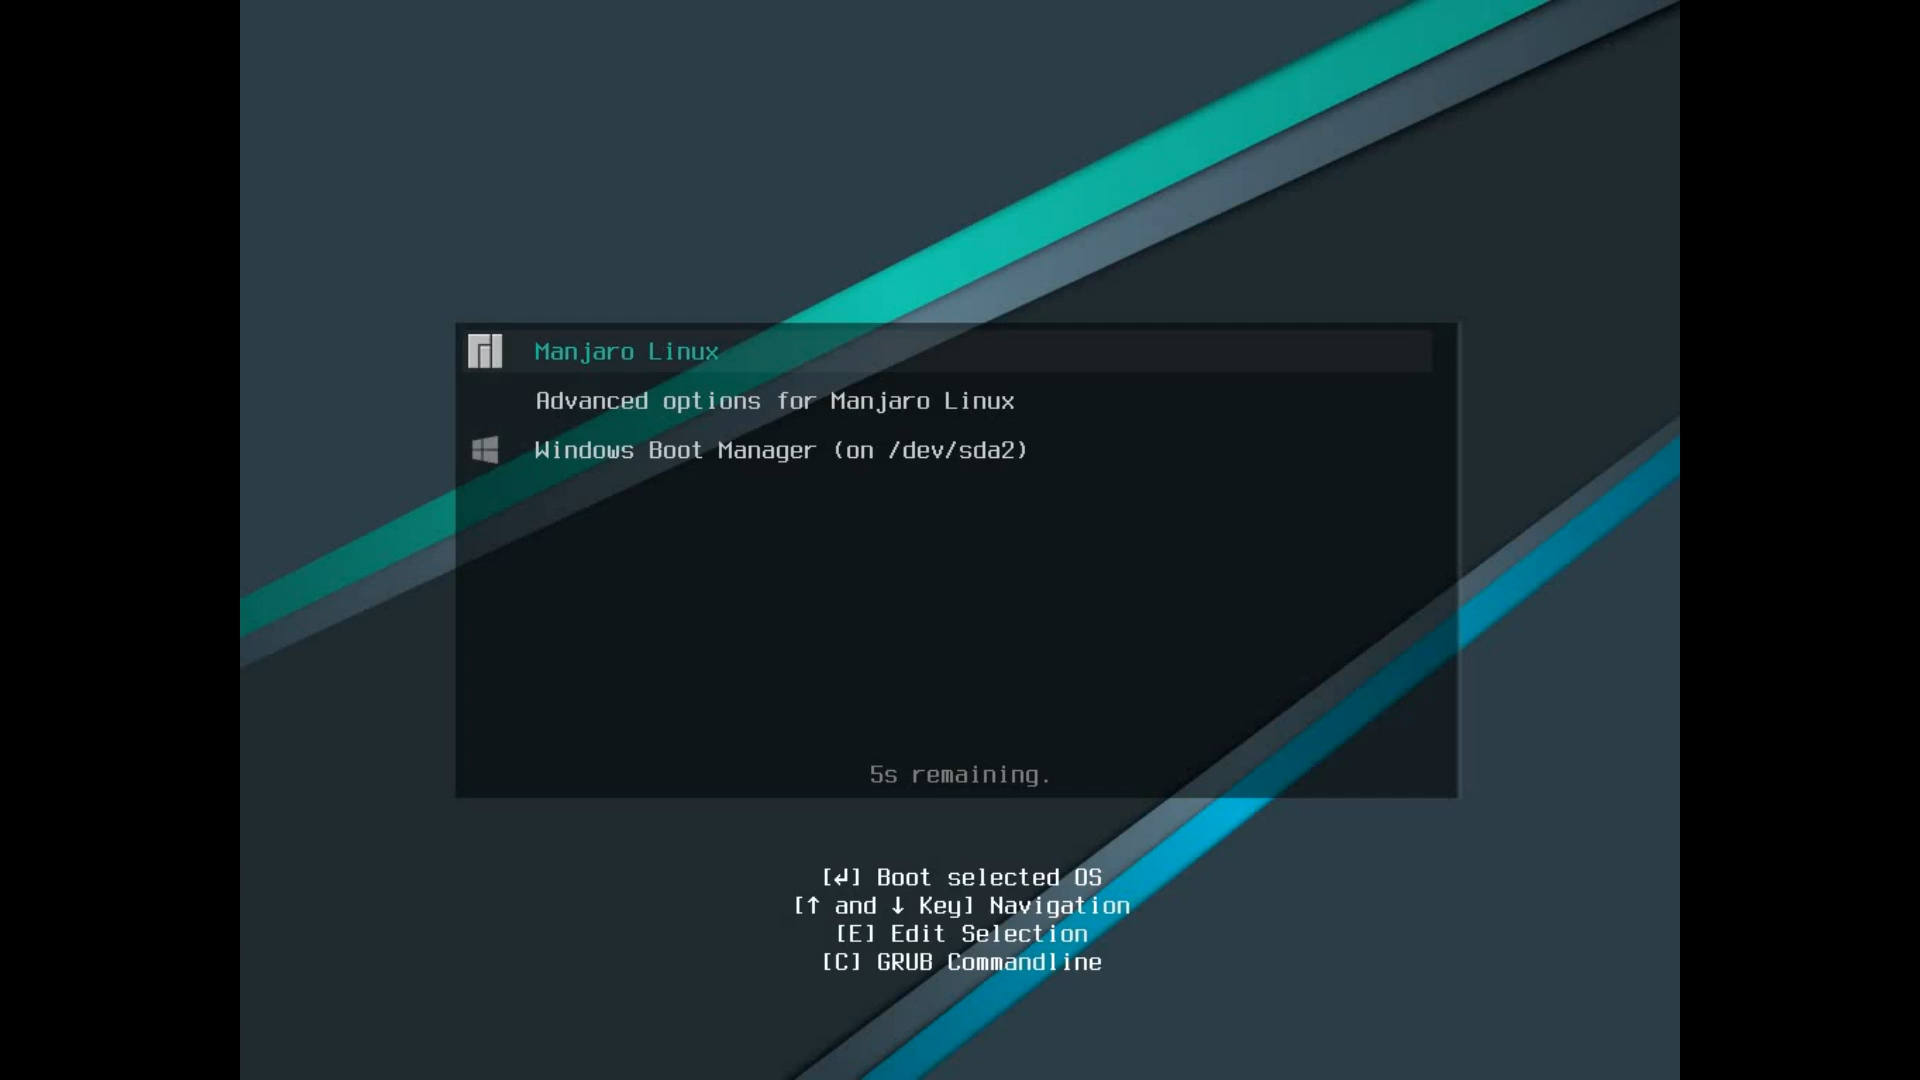 Manjaro Linux
Advanced options for Manjaro Linux
Windows Boot Manager (on /dev/sda2)
5s remaining.
[↲] Boot selected OS
[↑ and ↓ Key] Navigation
[E] Edit Selection
[C] GRUB Commandline